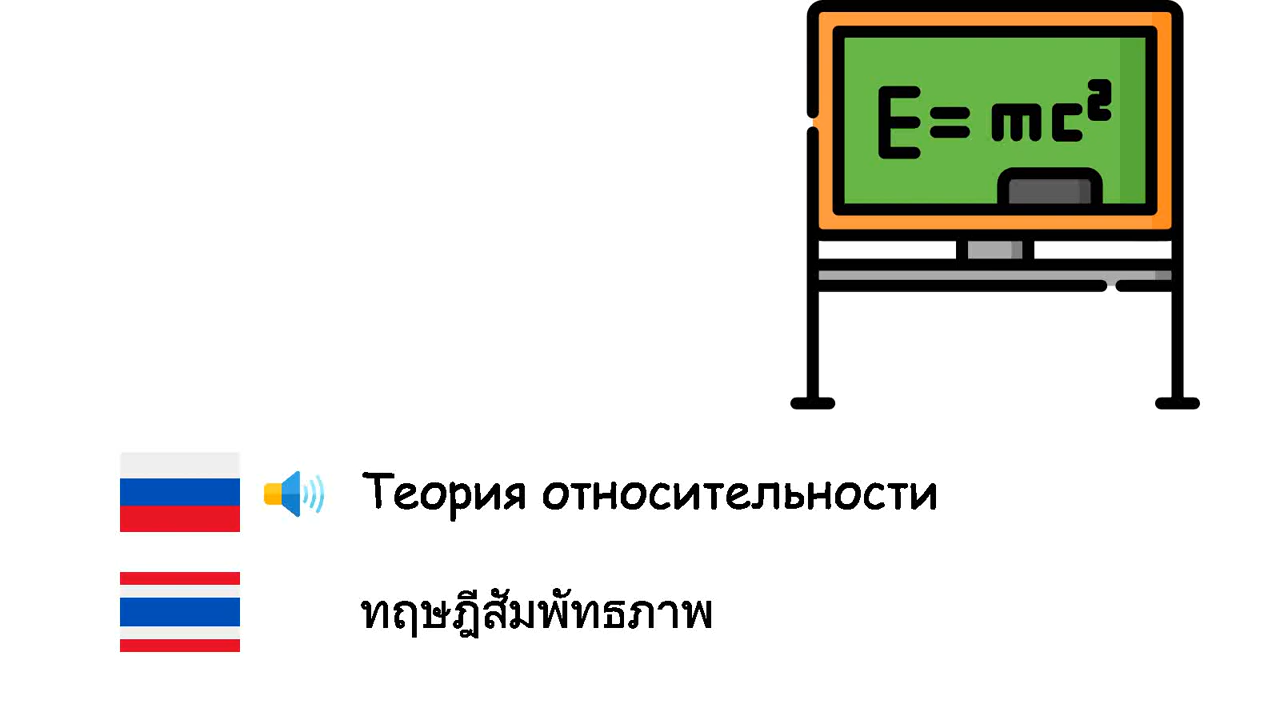 E= mc²
Теория относительности
ทฤษฎีสัมพัทธภาพ